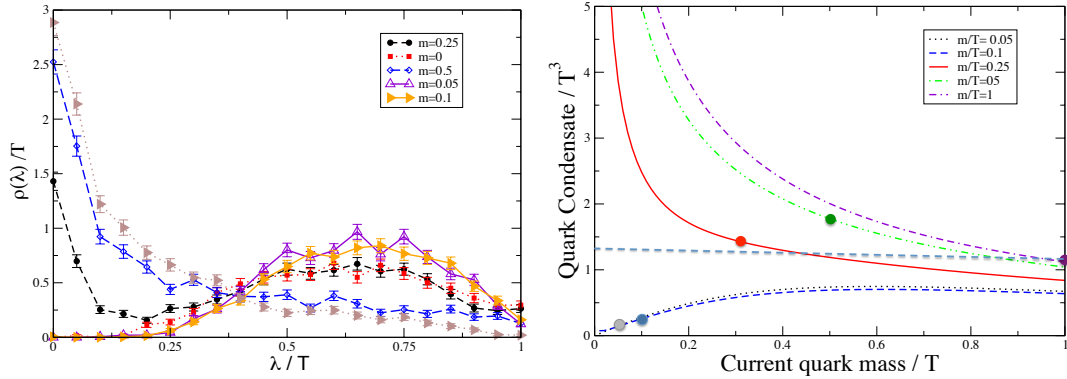 3
2.5
2
1.5
1
0.5
0
0
0.25
0.5
0.75
1
ρ(λ) /T
λ / T
m=0.25
m=0
m=0.5
m=0.05
m=0.1
5
4
3
2
1
0
0
0.2
0.4
0.6
0.8
1
Quark Condensate / T³
Current quark mass / T
m/T= 0.05
m/T=0.1
m/T=0.25
m/T=05
m/T=1